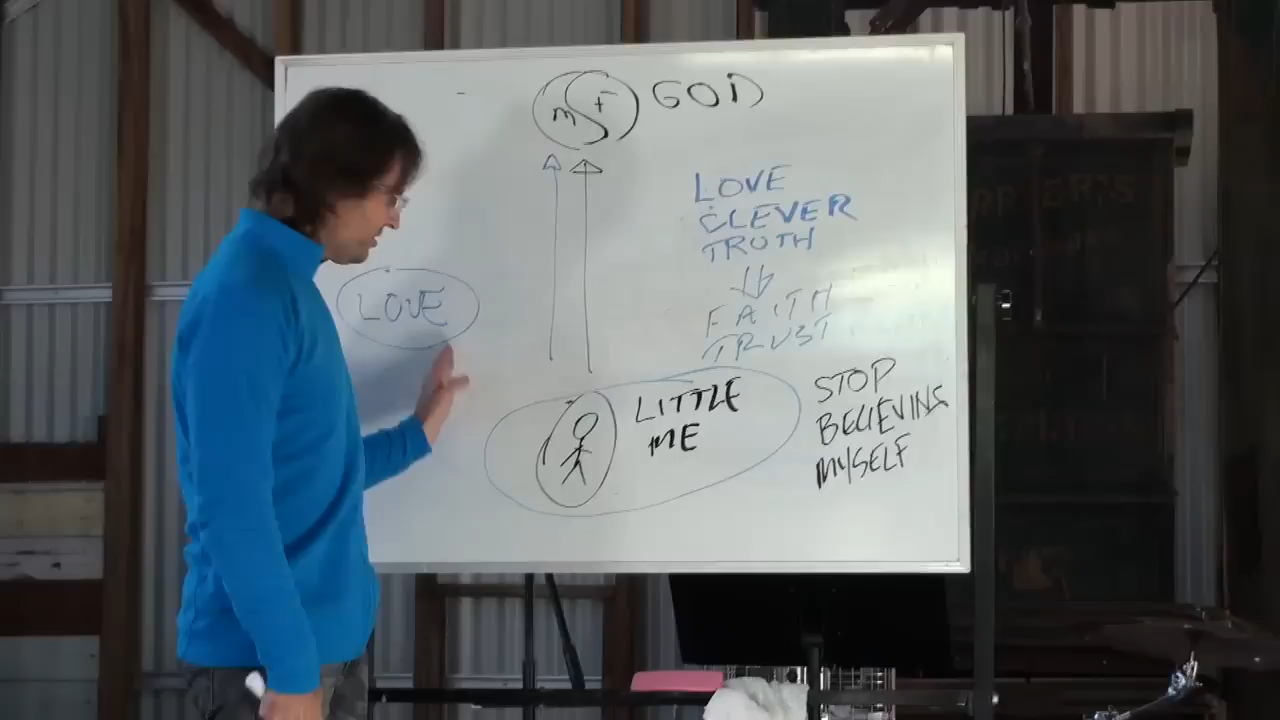 m f GOD
LOVE
CLEVER
TRUTH
FAITH
TRUST
LOVE
LITTLE
ME
STOP
BELIEVING
MYSELF